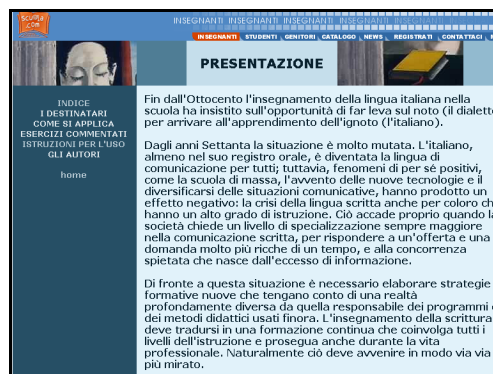 Scuola
.com
INSEGNANTI INSEGNANTI INSEGNANTI INSEGNANTI INSEGNANTI
INSEGNANTI STUDENTI GENITORI CATALOGO NEWS REGISTRATI CONTATTACI
PRESENTAZIONE
INDICE
I DESTINATARI
COME SI APPLICA
ESERCIZI COMMENTATI
ISTRUZIONI PER L'USO
GLI AUTORI
home
Fin dall'Ottocento l'insegnamento della lingua italiana nella
scuola ha insistito sull'opportunità di far leva sul noto (il dialetto
per arrivare all'apprendimento dell'ignoto (l'italiano).
Dagli anni Settanta la situazione è molto mutata. L'italiano,
almeno nel suo registro orale, è diventata la lingua di
comunicazione per tutti; tuttavia, fenomeni di per sé positivi,
come la scuola di massa, l'avvento delle nuove tecnologie e il
diversificarsi delle situazioni comunicative, hanno prodotto un
effetto negativo: la crisi della lingua scritta anche per coloro ch
hanno un alto grado di istruzione. Ciò accade proprio quando la
società chiede un livello di specializzazione sempre maggiore
nella comunicazione scritta, per rispondere a un'offerta e una
domanda molto più ricche di un tempo, e alla concorrenza
spietata che nasce dall'eccesso di informazione.
Di fronte a questa situazione è necessario elaborare strategie
formative nuove che tengano conto di una realtà
profondamente diversa da quella responsabile dei programmi e
dei metodi didattici usati finora. L'insegnamento della scrittura
deve tradursi in una formazione continua che coinvolga tutti i
livelli dell'istruzione e prosegua anche durante la vita
professionale. Naturalmente ciò deve avvenire in modo via via
più mirato.